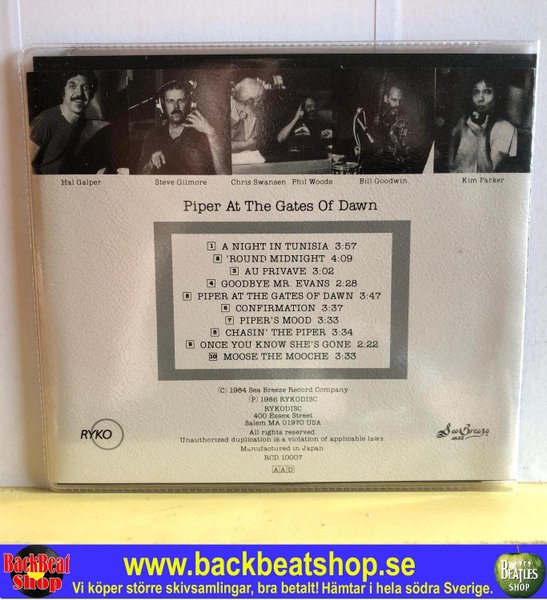 Hal Galper
Steve Gilmore
Chris Swansen Phil Woods
Bill Goodwin
Kim Parker
Piper At The Gates Of Dawn
1 A NIGHT IN TUNISIA 3:57
2 'ROUND MIDNIGHT 4:09
3 AU PRIVAVE 3:02
4 GOODBYE MR. EVANS 2:28
5 PIPER AT THE GATES OF DAWN 3:47
6 CONFIRMATION 3:37
7 PIPER'S MOOD 3:33
8 CHASIN' THE PIPER 3:34
9 ONCE YOU KNOW SHE'S GONE 2:22
10 MOOSE THE MOOCHE 3:33
Ⓒ 1984 Sea Breeze Record Company
Ⓟ 1986 RYKODISC
RYKODISC
400 Essex Street
Salem MA 01970 USA
All rights reserved.
Unauthorized duplication is a violation of applicable laws.
Manufactured in Japan.
RCD 10007
AAD
RYKO
Sea Breeze
JAZZ
BackBeat
Shop
www.backbeatshop.se
Vi köper större skivsamlingar, bra betalt! Hämtar i hela södra Sverige.
BEATLES
SHOP